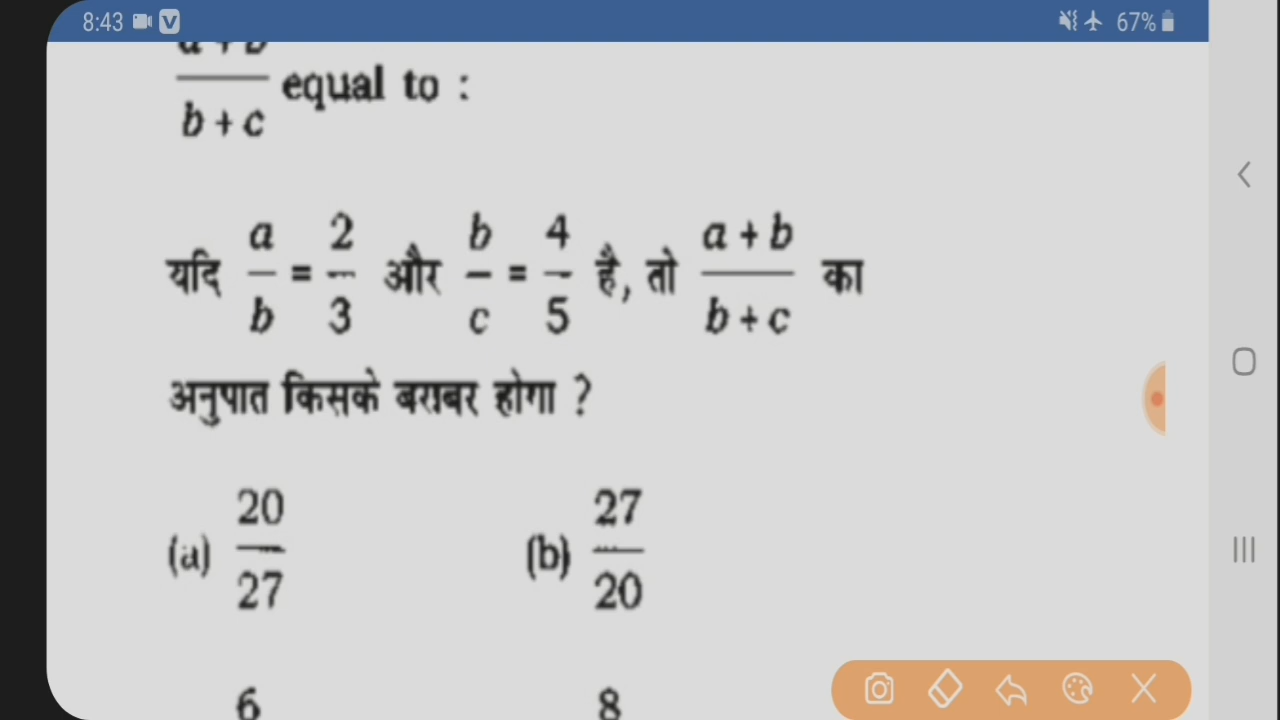 8:43 67%
a + b
b + c equal to :
यदि a/b = 2/3 और b/c = 4/5 है, तो a + b / b + c का
अनुपात किसके बराबर होगा ?
(a) 20/27 (b) 27/20
6 8